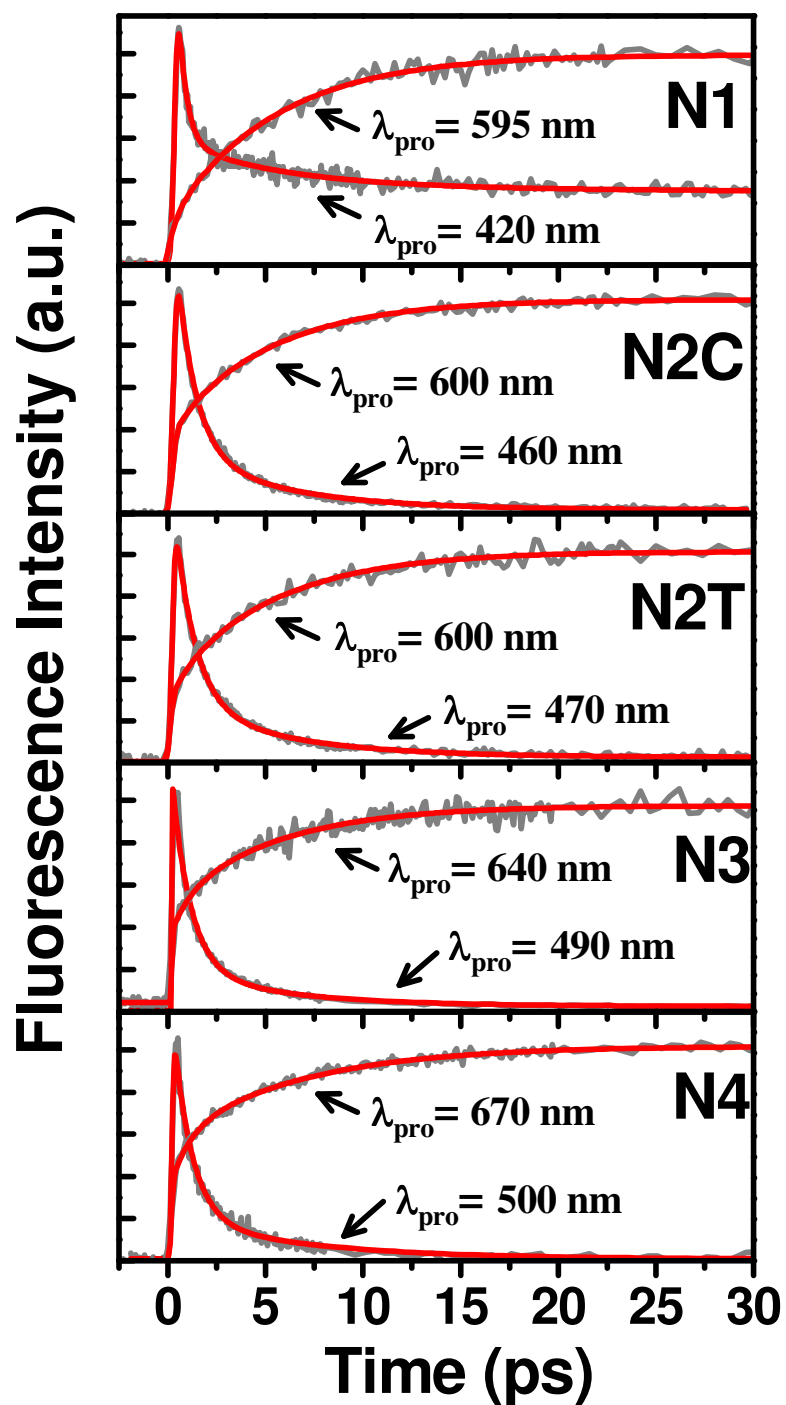 Fluorescence Intensity (a.u.)
N1
λpro= 595 nm
λpro= 420 nm
N2C
λpro= 600 nm
λpro= 460 nm
N2T
λpro= 600 nm
λpro= 470 nm
N3
λpro= 640 nm
λpro= 490 nm
N4
λpro= 670 nm
λpro= 500 nm
0 5 10 15 20 25 30
Time (ps)